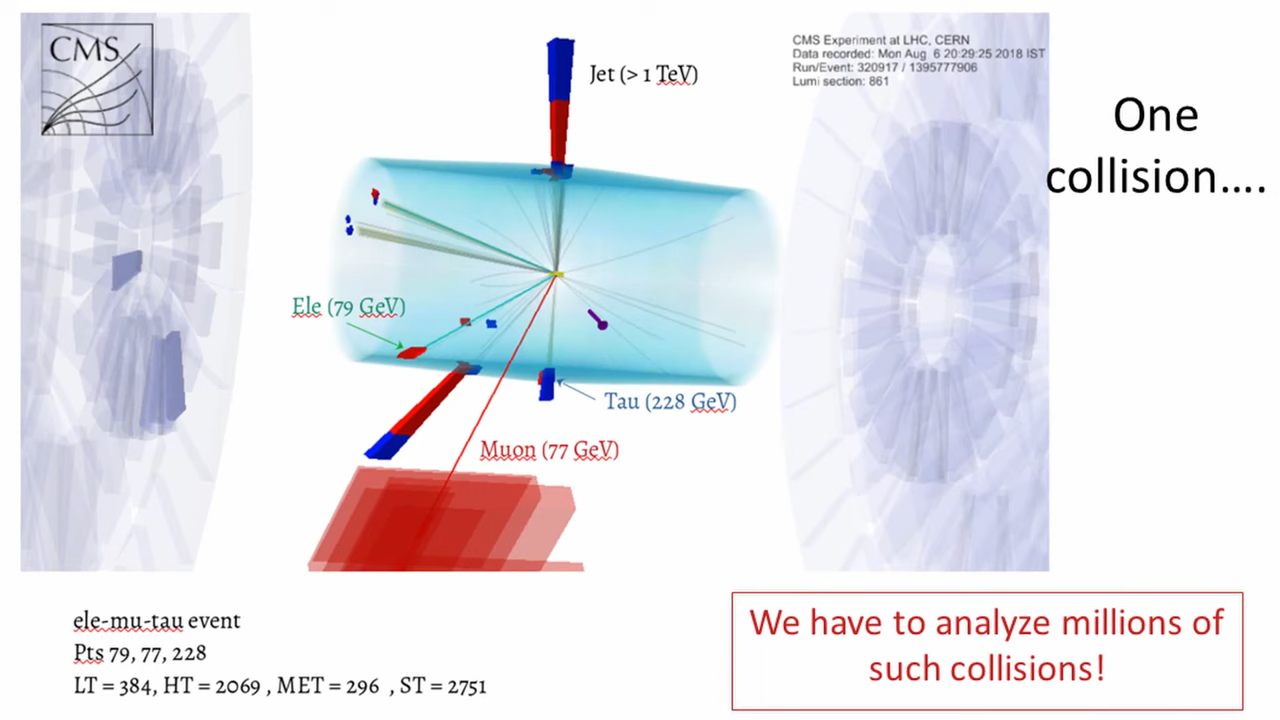 CMS
Jet (> 1 TeV)
CMS Experiment at LHC, CERN
Data recorded: Mon Aug 6 20:29:25 2018 IST
Run/Event: 320917 / 1395777906
Lumi section: 861
One
collision....
Ele (79 GeV)
Tau (228 GeV)
Muon (77 GeV)
ele-mu-tau event
Pts 79, 77, 228
LT = 384, HT = 2069 , MET = 296 , ST = 2751
We have to analyze millions of
such collisions!